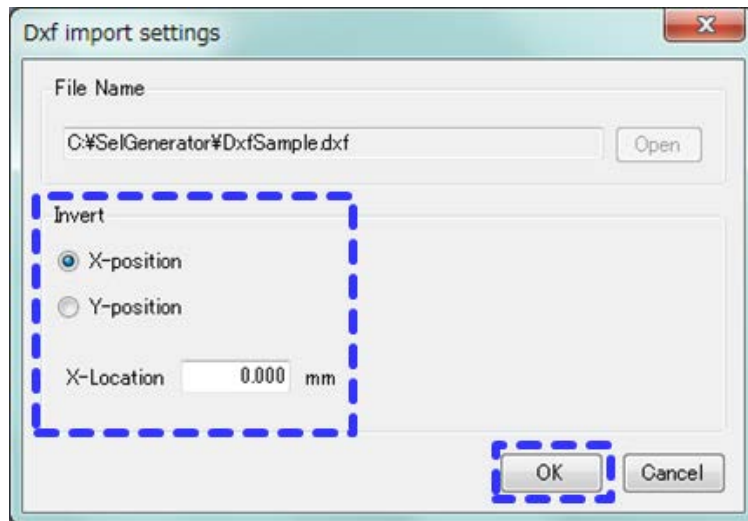 Dxf import settings
File Name
C:¥SelGenerator¥DxfSample.dxf
Open
Invert
X-position
Y-position
X-Location 0.000 mm
OK Cancel